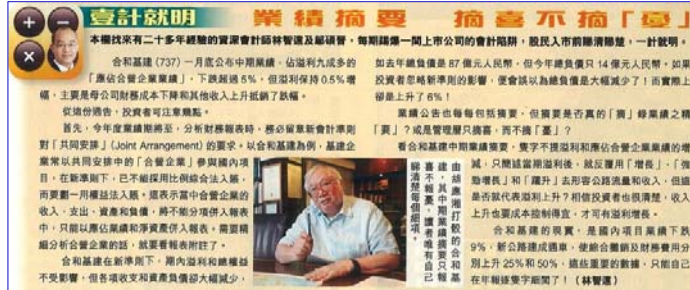 壹計就明
業績摘要 摘喜不摘「憂」
本欄找來有二十多年經驗的資深會計師林智遠及鄺碩晉，每期踢爆一間上市公司的會計陷阱，股民入市前睇清睇楚，一計就明。
合和基建（737）一月底公布中期業績，佔溢利九成多的
「應佔合營企業業績」，下跌超過6%，但溢利保持0.5%增
幅，主要是母公司財務成本下降和其他收入上升抵銷了跌幅。
從這份通告，投資者可注意幾點。
首先，今年度業績期將至，分析財務報表時，務必留意新會計準則
對「共同安排」（Joint Arrangement）的要求。以合和基建為例，基建企
業常以共同安排中的「合營企業」參與國內項
目，在新準則下，已不能採用比例綜合法入賬，
而要劃一用權益法入賬。這表示當中合營企業的
收入、支出、資產和負債，將不能分項併入報表
中，只能以應佔業績和淨資產併入報表，需要精
細分析合營企業的話，就要看報表附註了。
合和基建在新準則下，期內溢利和總權益
不受影響，但各項收支和資產負債卻大幅減少，
如去年總負債是87億元人民幣，但今年總負債只14億元人民幣。如果
投資者忽略新準則的影響，便會誤以為總負債是大幅減少了！而實際上
卻是上升了6%！
業績公告也每每包括摘要，但摘要是否真的「摘」錄業績之精
「要」？或是管理層只摘喜，而不摘「憂」？
看合和基建中期業績摘要，隻字不提溢利和應佔合營企業業績的增
減，只簡述當期溢利後，就反覆用「增長」、「強
勁增長」和「躍升」去形容公路流量和收入，但這
是否就代表溢利上升？相信投資者也很清楚，收入
上升也要成本控制得宜，才可有溢利增長。
合和基建的現實，是國內項目業績下跌
9%，新公路建成通車，使綜合攤銷及財務費用分
別上升25%和50%，這些重要的數據，只能自己
在年報逐隻字細閱了！（林智遠）
由胡應湘打骰的合和基
建，其中期業績摘要只報
喜不報憂，讀者唯有自己
睇清楚每個細項。